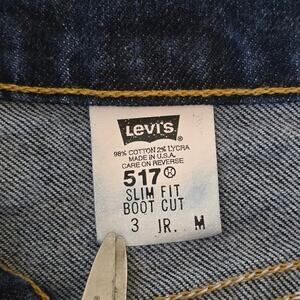 LEVI'S ®
98% COTTON 2% LYCRA
MADE IN U.S.A.
CARE ON REVERSE
517 ⓧ
SLIM FIT
BOOT CUT
3 JR. M